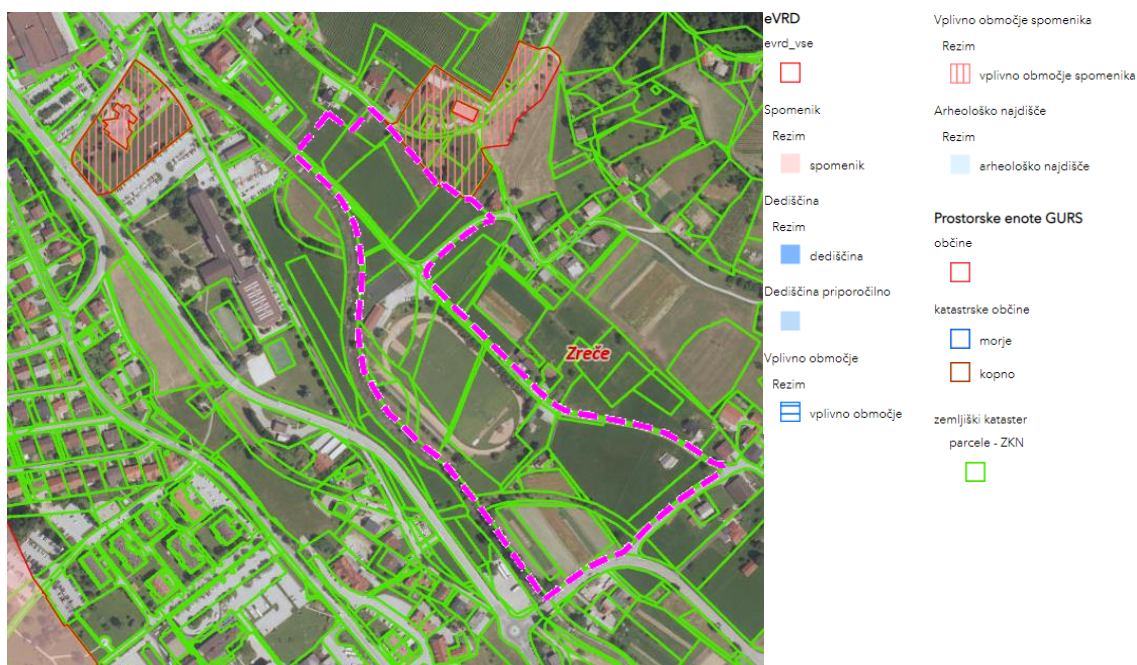 Zreče
eVRD
evrd_vse
Spomenik
Rezim
spomenik
Dediščina
Rezim
dediščina
Dediščina priporočilno
Vplivno območje
Rezim
vplivno območje
Vplivno območje spomenika
Rezim
vplivno območje spomenika
Arheološko najdišče
Rezim
arheološko najdišče
Prostorske enote GURS
občine
katastrske občine
morje
kopno
zemljiški kataster
parcele - ZKN